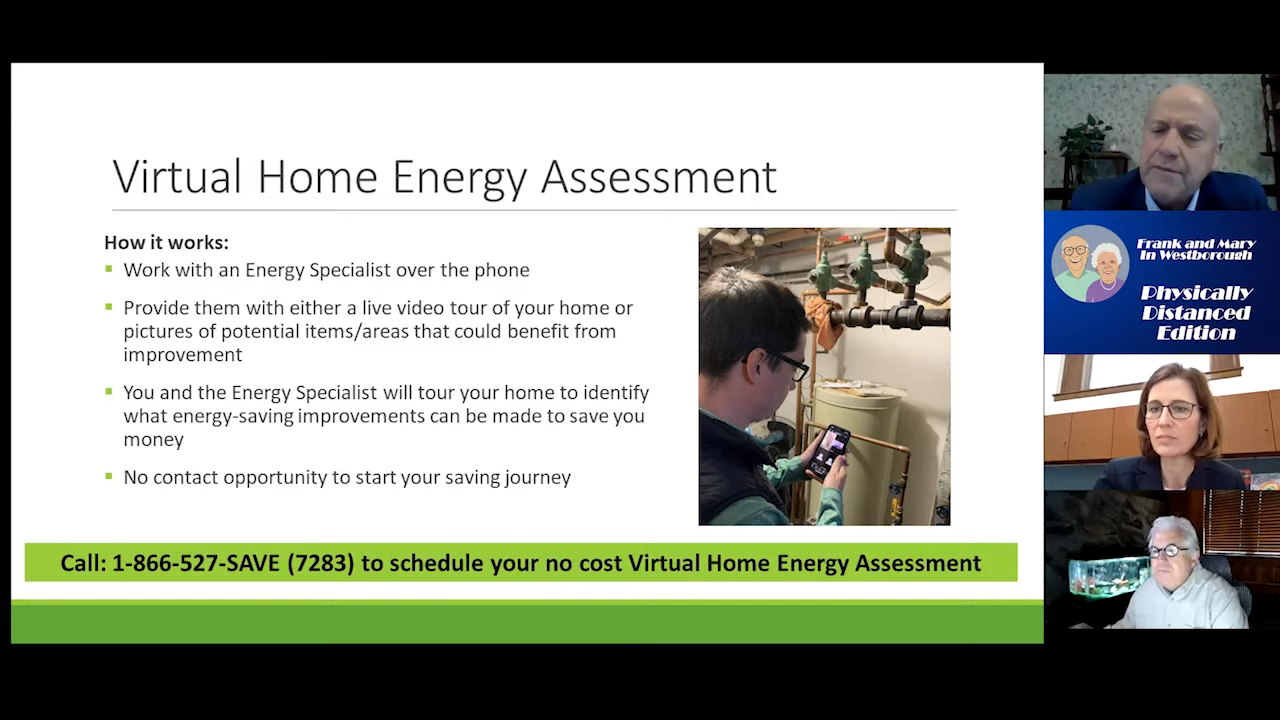 Virtual Home Energy Assessment
How it works:
Work with an Energy Specialist over the phone
Provide them with either a live video tour of your home or
pictures of potential items/areas that could benefit from
improvement
You and the Energy Specialist will tour your home to identify
what energy-saving improvements can be made to save you
money
No contact opportunity to start your saving journey
Call: 1-866-527-SAVE (7283) to schedule your no cost Virtual Home Energy Assessment
Frank and Mary
In Westborough
Physically
Distanced
Edition